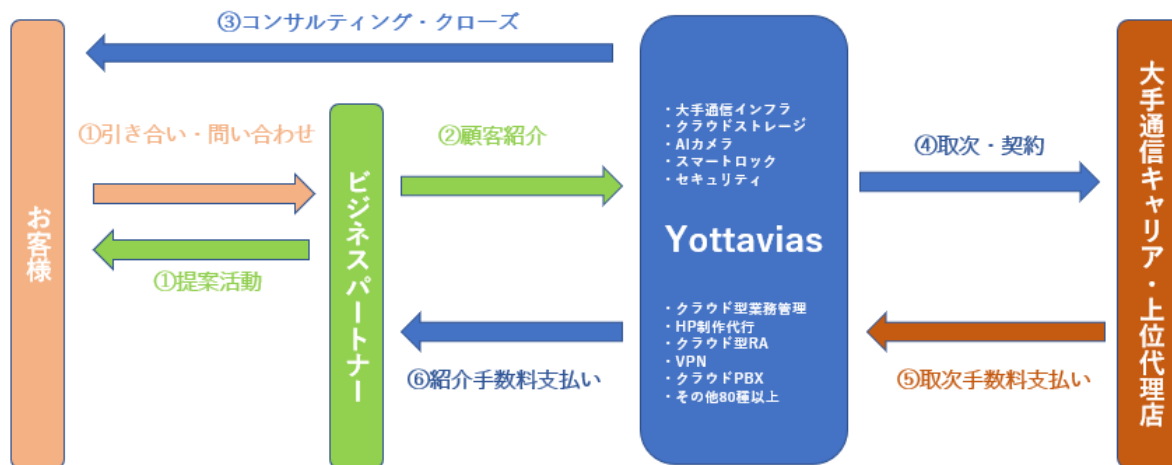 ③コンサルティング・クローズ
お客様
①引き合い・問い合わせ
①提案活動
ビジネスパートナー
②顧客紹介
⑥紹介手数料支払い
・大手通信インフラ
・クラウドストレージ
・AIカメラ
・スマートロック
・セキュリティ
Yottavias
・クラウド型業務管理
・HP制作代行
・クラウド型RA
・VPN
・クラウドPBX
・その他80種以上
④取次・契約
⑤取次手数料支払い
大手通信キャリア・上位代理店